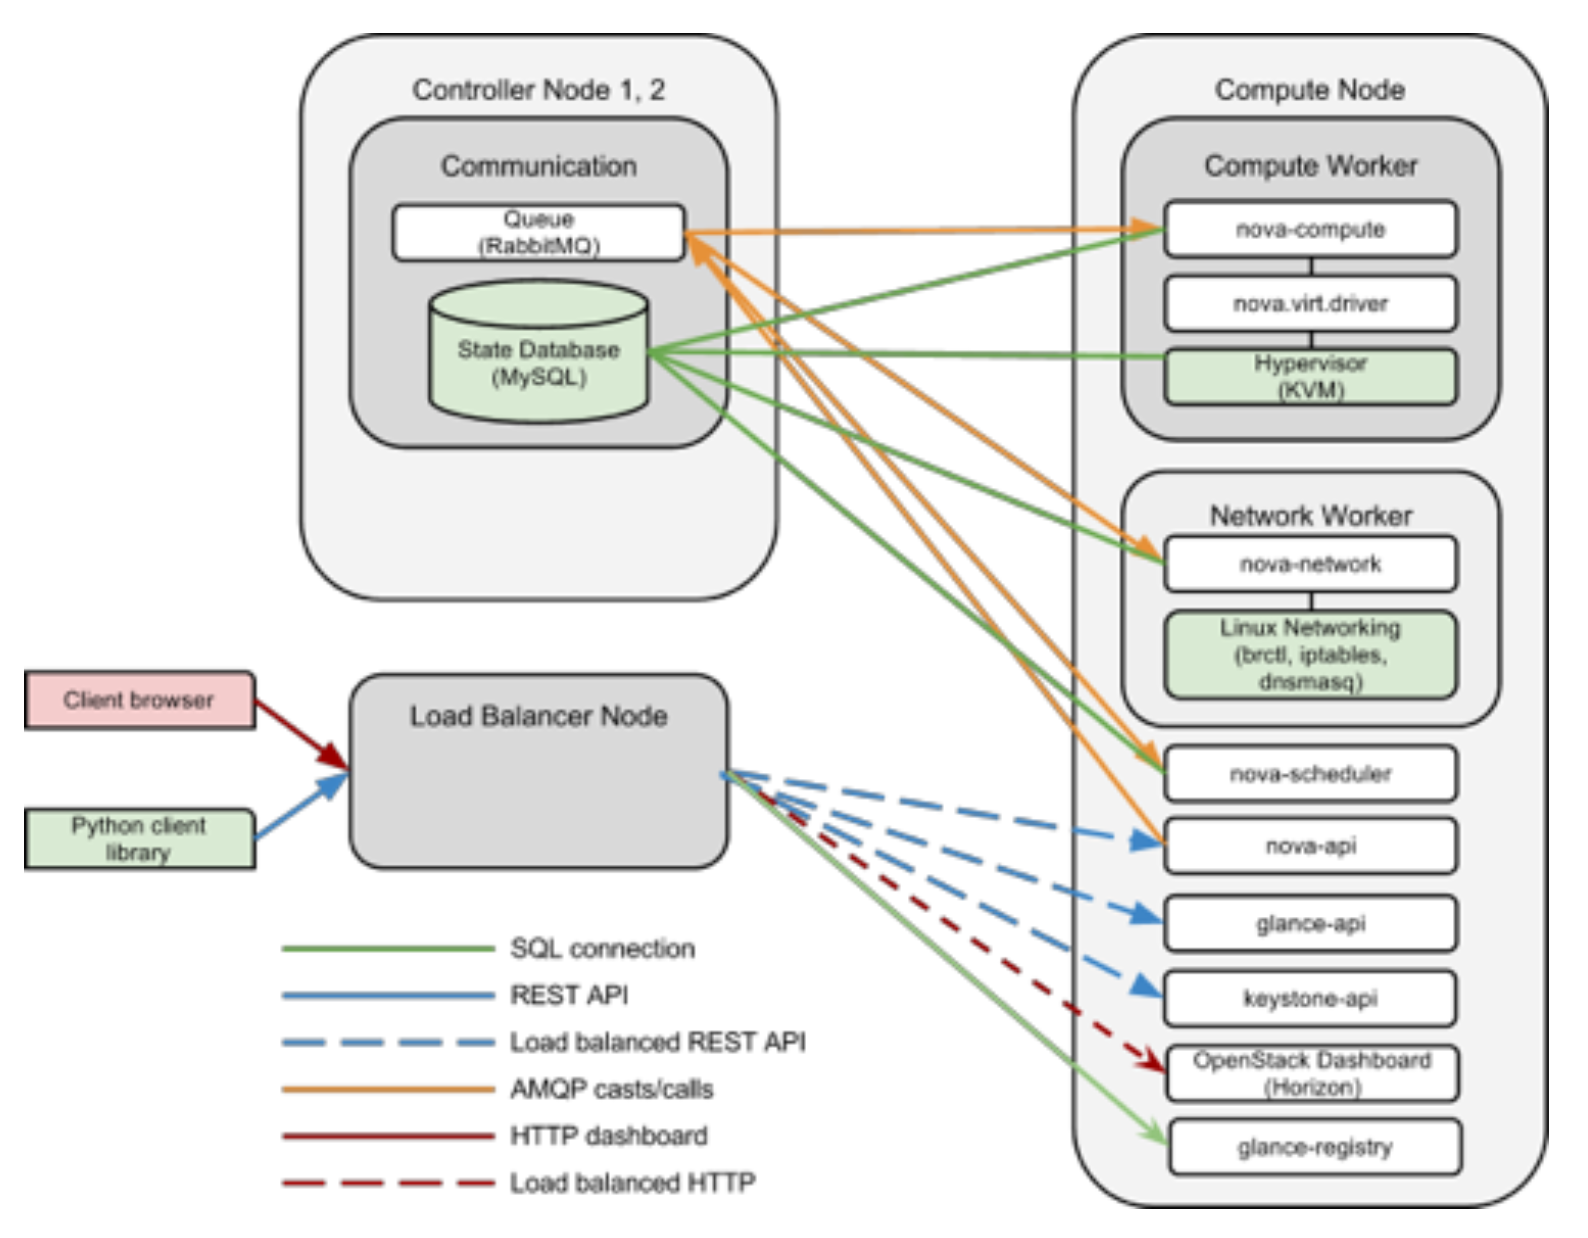 Controller Node 1, 2
Communication
Queue
(RabbitMQ)
State Database
(MySQL)
Compute Node
Compute Worker
nova-compute
nova.virt.driver
Hypervisor
(KVM)
Network Worker
nova-network
Linux Networking
(brctl, iptables,
dnsmasq)
nova-scheduler
nova-api
glance-api
keystone-api
OpenStack Dashboard
(Horizon)
glance-registry
Client browser
Python client
library
Load Balancer Node
SQL connection
REST API
Load balanced REST API
AMQP casts/calls
HTTP dashboard
Load balanced HTTP